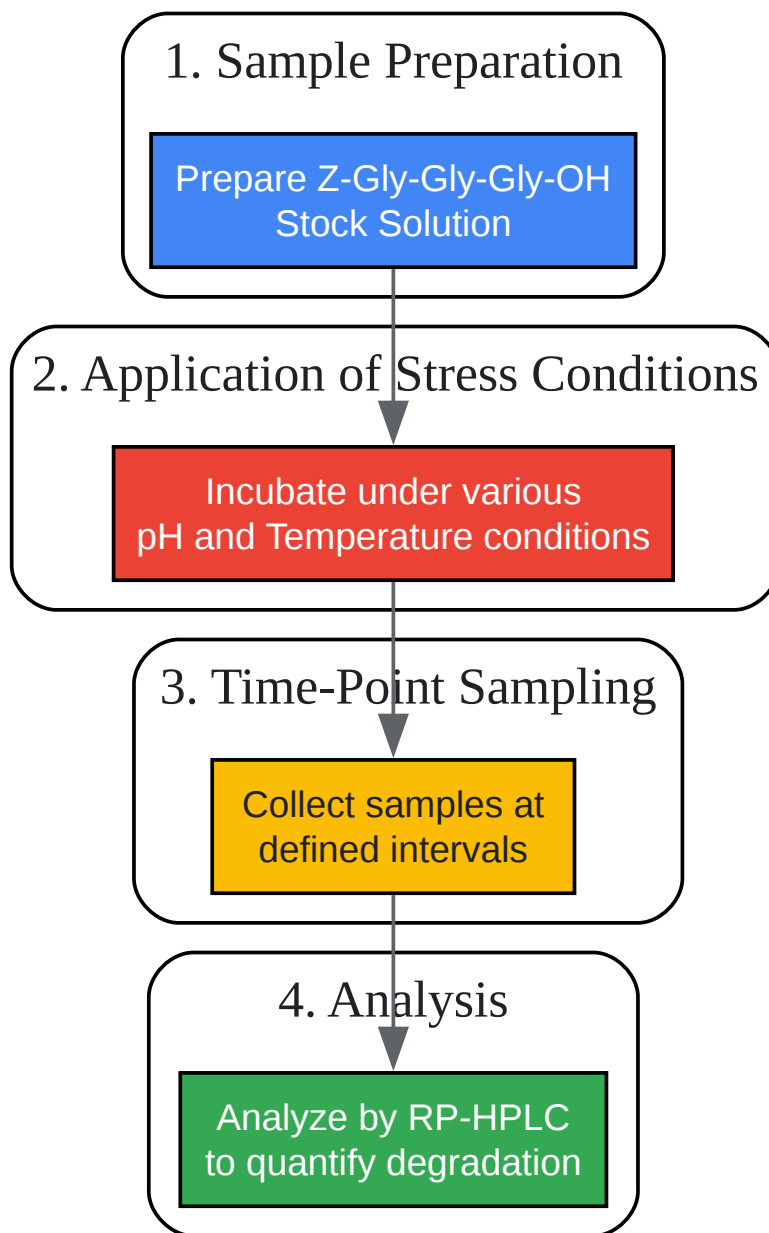 1. Sample Preparation
Prepare Z-Gly-Gly-Gly-OH
Stock Solution
2. Application of Stress Conditions
Incubate under various
pH and Temperature conditions
3. Time-Point Sampling
Collect samples at
defined intervals
4. Analysis
Analyze by RP-HPLC
to quantify degradation